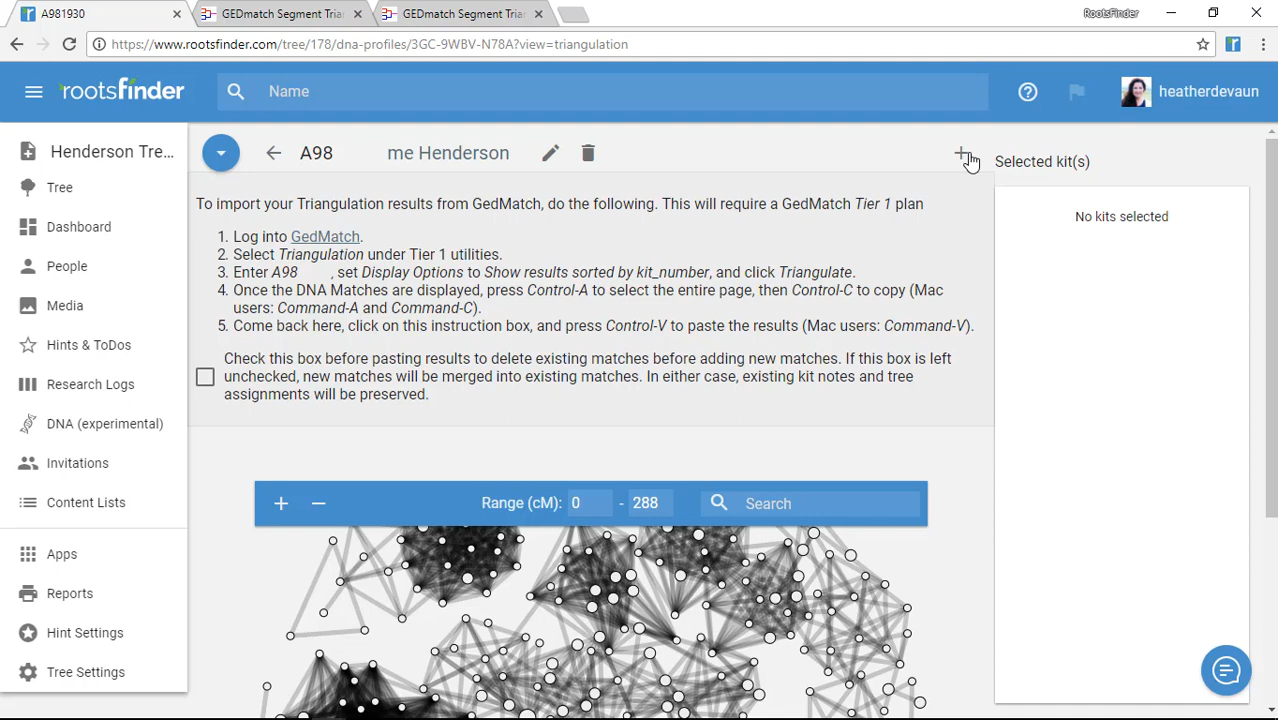 A981930
GEDmatch Segment Tria
GEDmatch Segment Tria
RootsFinder
https://www.rootsfinder.com/tree/178/dna-profiles/3GC-9WBV-N78A?view=triangulation
rootsfinder
Name
heatherdevaun
Henderson Tre...
Tree
Dashboard
People
Media
Hints & ToDos
Research Logs
DNA (experimental)
Invitations
Content Lists
Apps
Reports
Hint Settings
Tree Settings
A98 me Henderson
To import your Triangulation results from GedMatch, do the following. This will require a GedMatch Tier 1 plan
1. Log into GedMatch.
2. Select Triangulation under Tier 1 utilities.
3. Enter A98 , set Display Options to Show results sorted by kit_number, and click Triangulate.
4. Once the DNA Matches are displayed, press Control-A to select the entire page, then Control-C to copy (Mac
users: Command-A and Command-C).
5. Come back here, click on this instruction box, and press Control-V to paste the results (Mac users: Command-V).
Check this box before pasting results to delete existing matches before adding new matches. If this box is left
unchecked, new matches will be merged into existing matches. In either case, existing kit notes and tree
assignments will be preserved.
Range (cM): 0 - 288
Search
Selected kit(s)
No kits selected